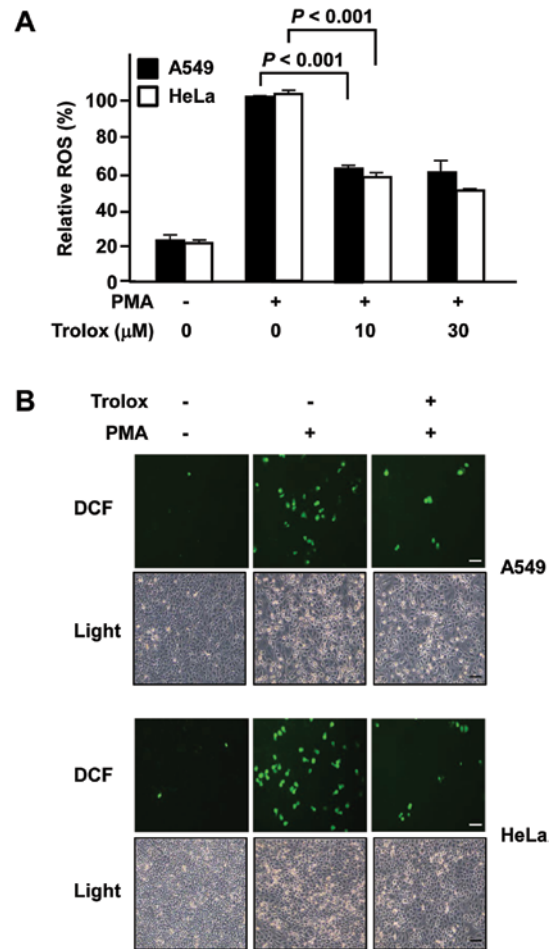 A
P < 0.001
P < 0.001
A549
HeLa
Relative ROS (%)
100
80
60
40
20
0
PMA - + + +
Trolox (μM) 0 0 10 30
B
Trolox - - +
PMA - + +
DCF
A549
Light
DCF
HeLa
Light